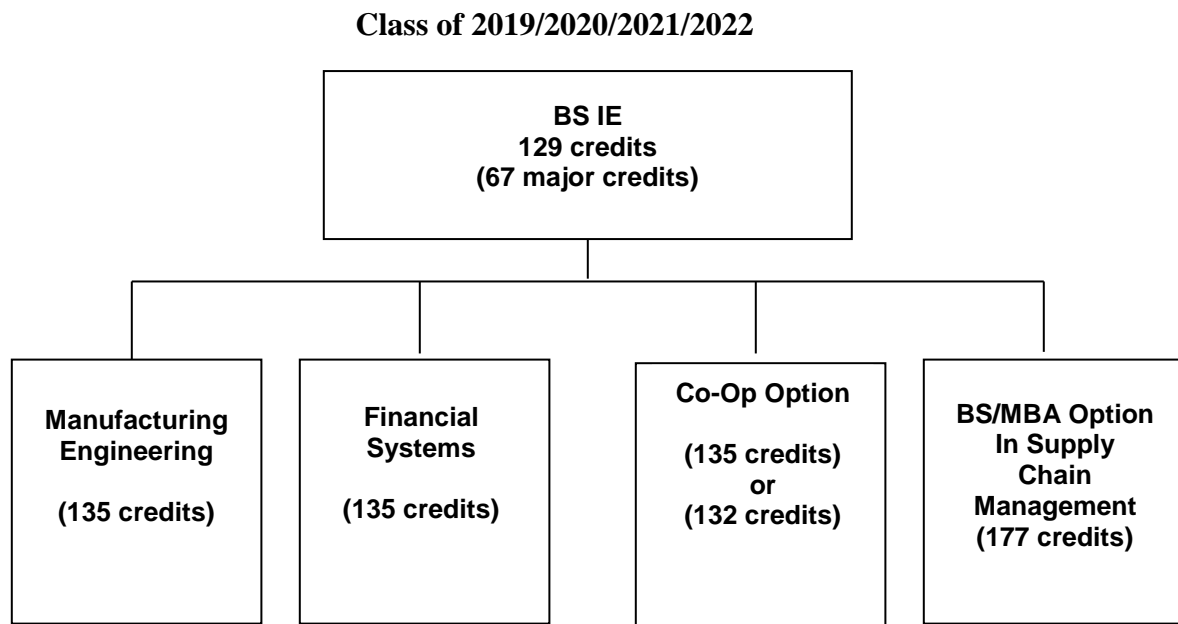 Class of 2019/2020/2021/2022
BS IE
129 credits
(67 major credits)
Manufacturing
Engineering
(135 credits)
Financial
Systems
(135 credits)
Co-Op Option
(135 credits)
or
(132 credits)
BS/MBA Option
In Supply
Chain
Management
(177 credits)